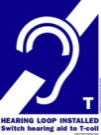 T
HEARING LOOP INSTALLED
Switch hearing aid to T-coil